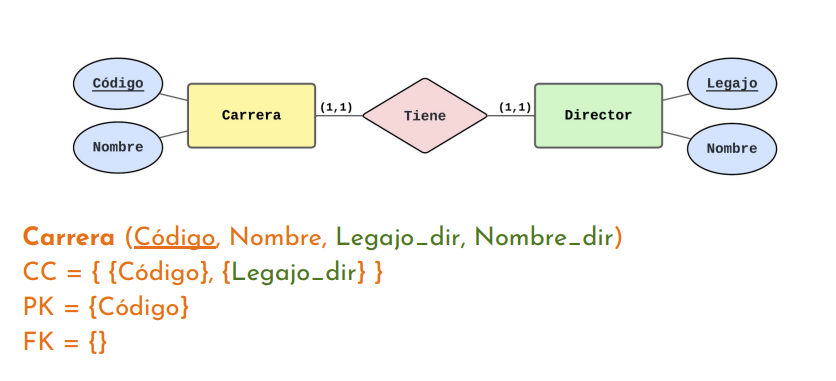 Código
Legajo
(1,1)
(1,1)
Carrera
Tiene
Director
Nombre
Nombre
Carrera (Código, Nombre, Legajo_dir, Nombre_dir)
CC = { {Código}, {Legajo_dir} }
PK = {Código}
FK = {}